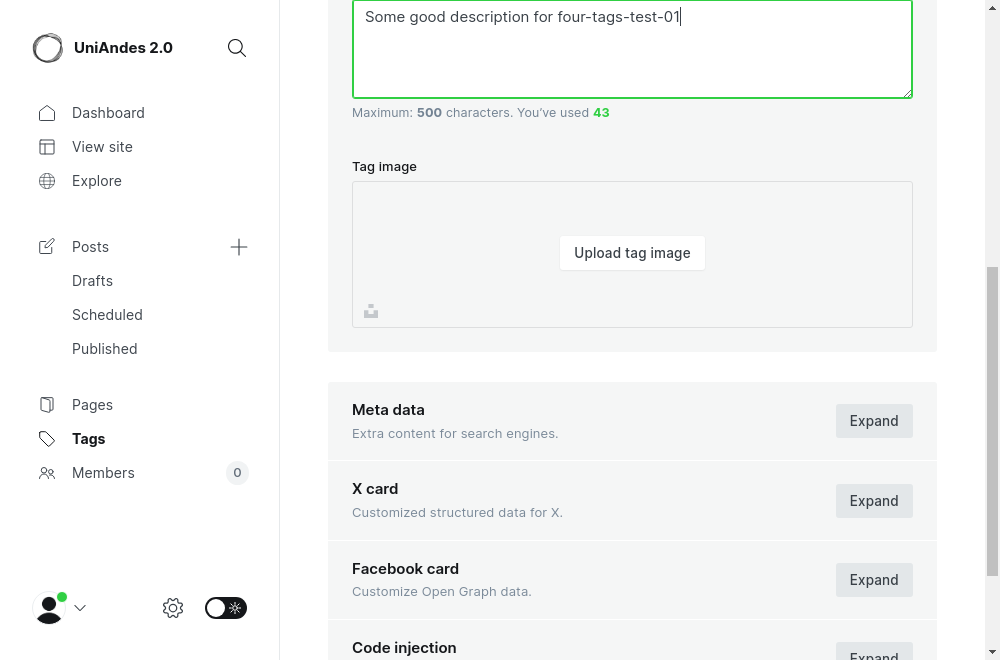 UniAndes 2.0
Dashboard
View site
Explore
Posts
Drafts
Scheduled
Published
Pages
Tags
Members
0
Some good description for four-tags-test-01
Maximum: 500 characters. You’ve used 43
Tag image
Upload tag image
Meta data
Extra content for search engines.
Expand
X card
Customized structured data for X.
Expand
Facebook card
Customize Open Graph data.
Expand
Code injection
Expand